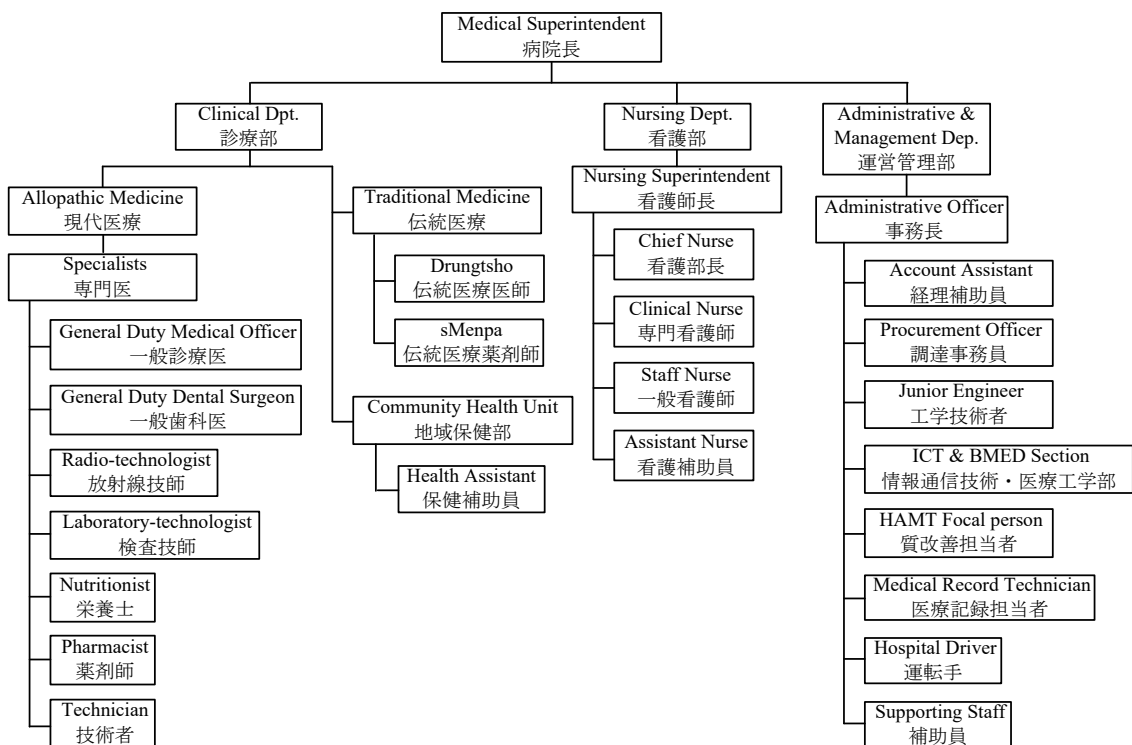 Medical Superintendent
病院長
Clinical Dpt.
診療部
Nursing Dept.
看護部
Administrative &
Management Dep.
運営管理部
Allopathic Medicine
現代医療
Specialists
専門医
General Duty Medical Officer
一般診療医
General Duty Dental Surgeon
一般歯科医
Radio-technologist
放射線技師
Laboratory-technologist
検査技師
Nutritionist
栄養士
Pharmacist
薬剤師
Technician
技術者
Traditional Medicine
伝統医療
Drungtsho
伝統医療医師
sMenpa
伝統医療薬剤師
Community Health Unit
地域保健部
Health Assistant
保健補助員
Nursing Superintendent
看護師長
Chief Nurse
看護部長
Clinical Nurse
専門看護師
Staff Nurse
一般看護師
Assistant Nurse
看護補助員
Administrative Officer
事務長
Account Assistant
経理補助員
Procurement Officer
調達事務員
Junior Engineer
工学技術者
ICT & BMED Section
情報通信技術・医療工学部
HAMT Focal person
質改善担当者
Medical Record Technician
医療記録担当者
Hospital Driver
運転手
Supporting Staff
補助員